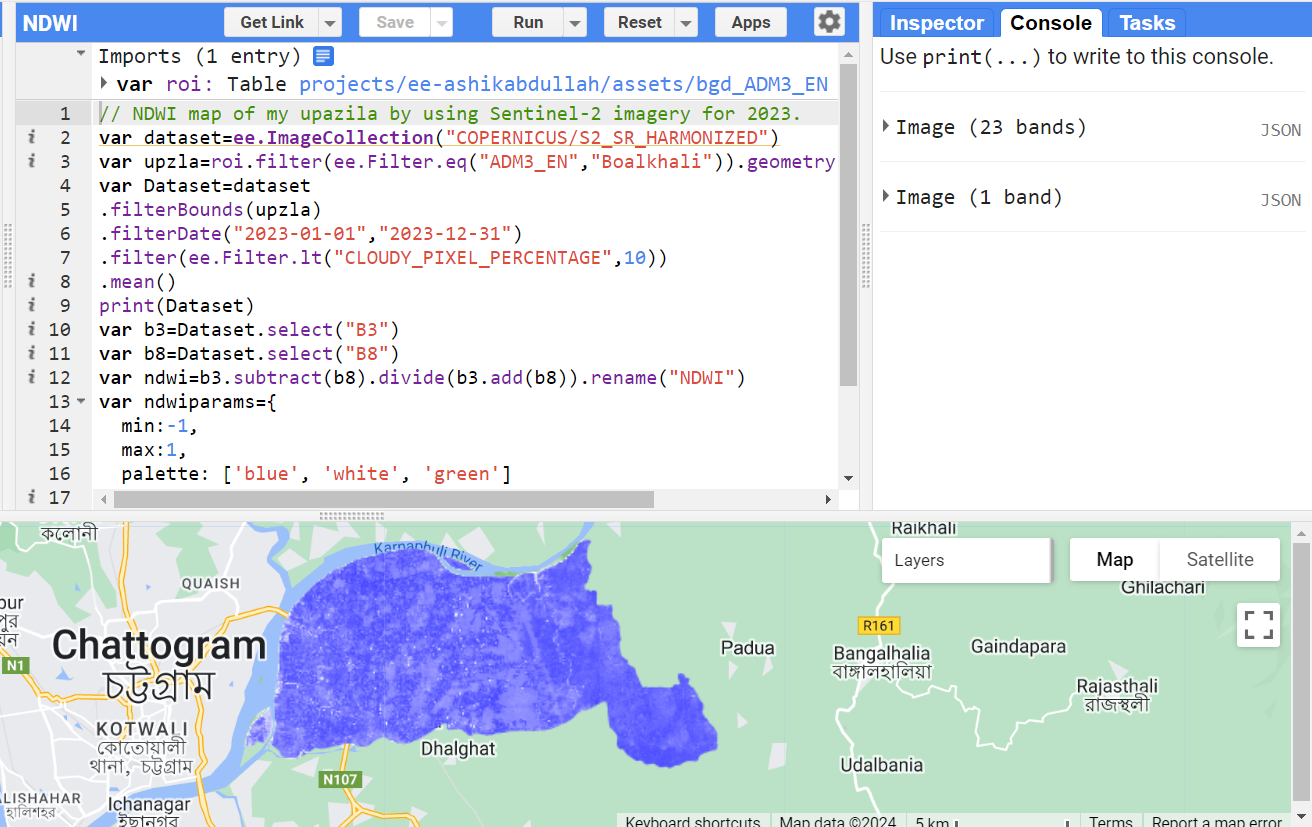 NDWI
Get Link
Save
Run
Reset
Apps
Inspector
Console
Tasks
Imports (1 entry)
var roi: Table projects/ee-ashikabdullah/assets/bgd_ADM3_EN
1 // NDWI map of my upazila by using Sentinel-2 imagery for 2023.
i 2 var dataset=ee.ImageCollection("COPERNICUS/S2_SR_HARMONIZED")
i 3 var upzla=roi.filter(ee.Filter.eq("ADM3_EN","Boalkhali")).geometry
4 var Dataset=dataset
5 .filterBounds(upzla)
6 .filterDate("2023-01-01","2023-12-31")
7 .filter(ee.Filter.lt("CLOUDY_PIXEL_PERCENTAGE",10))
i 8 .mean()
i 9 print(Dataset)
i 10 var b3=Dataset.select("B3")
i 11 var b8=Dataset.select("B8")
i 12 var ndwi=b3.subtract(b8).divide(b3.add(b8)).rename("NDWI")
13 var ndwiparams={
14 min:-1,
15 max:1,
16 palette: ['blue', 'white', 'green']
i 17
Use print(...) to write to this console.
Image (23 bands)
JSON
Image (1 band)
JSON
কলোনী
Karnaphuli River
Raikhali
Layers
Map
Satellite
QUAISH
Ghilachari
Chattogram
চট্টগ্রাম
N1
R161
Padua
Bangalhalia
বাঙ্গালহালিয়া
Gaindapara
Rajasthali
রাজস্থলী
KOTWALI
কোতোয়ালী
থানা, চট্টগ্রাম
Dhalghat
N107
Udalbania
ALISHAHAR
হালিশহর
Ichanagar
ইছানগর
Keyboard shortcuts
Map data ©2024
5 km
Terms
Report a map error